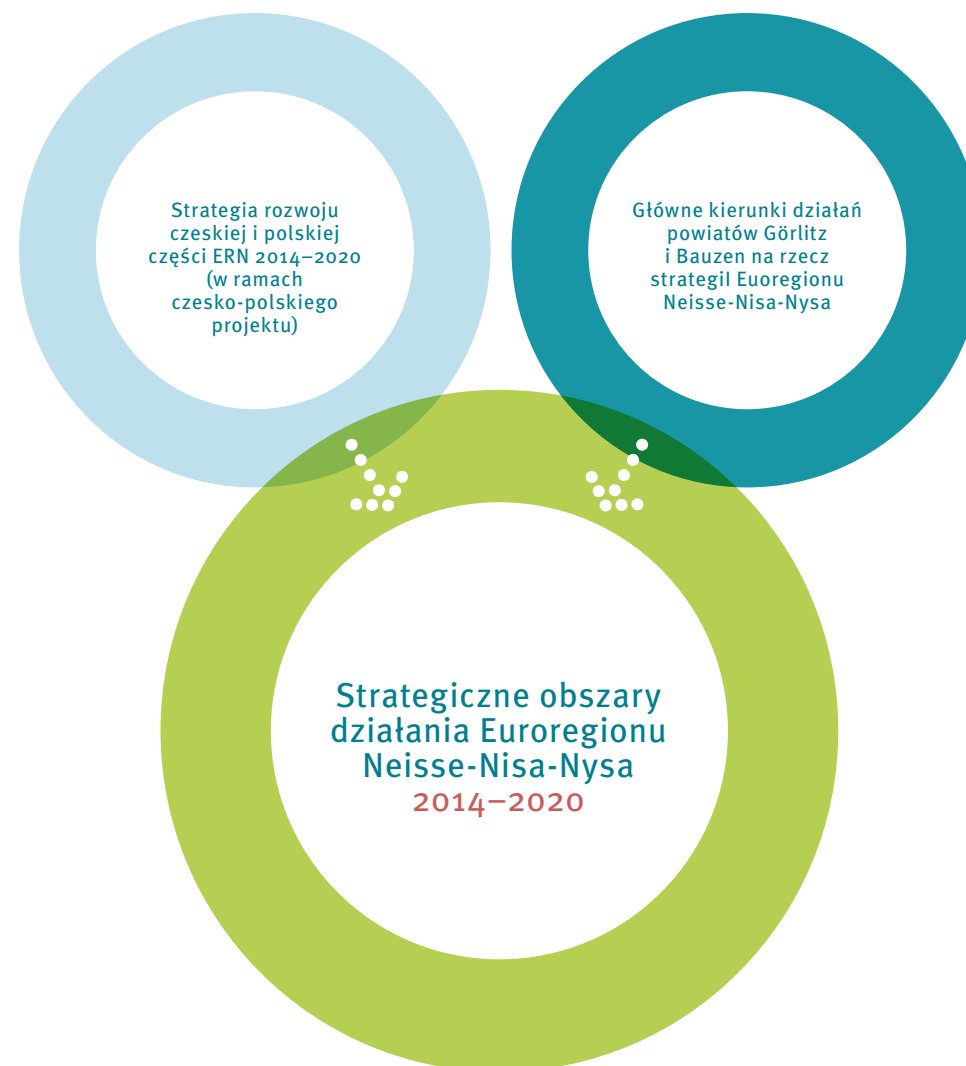 Strategia rozwoju
czeskiej i polskiej
części ERN 2014–2020
(w ramach
czesko-polskiego
projektu)
Główne kierunki działań
powiatów Görlitz
i Bauzen na rzecz
strategiI Euoregionu
Neisse-Nisa-Nysa
Strategiczne obszary
działania Euroregionu
Neisse-Nisa-Nysa
2014–2020